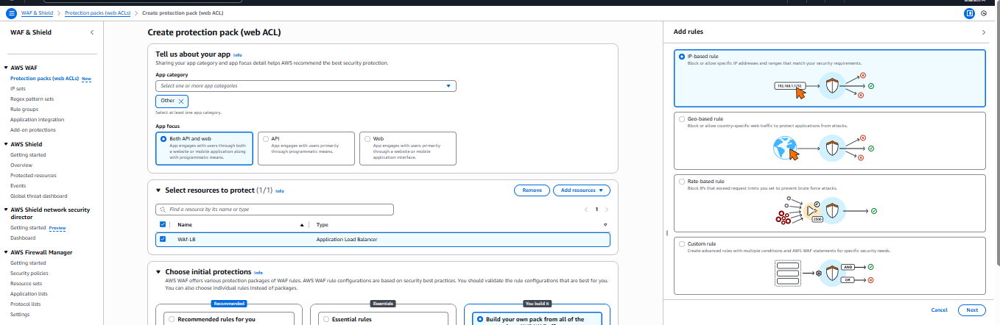 WAF & Shield > Protection packs (web ACLs) > Create protection pack (web ACL)
WAF & Shield
AWS WAF
Protection packs (web ACLs) New
IP sets
Regex pattern sets
Rule groups
Application integration
Add-on protections
AWS Shield
Getting started
Overview
Protected resources
Events
Global threat dashboard
AWS Shield network security
director
Getting started Preview
Dashboard
AWS Firewall Manager
Getting started
Security policies
Resource sets
Application lists
Protocol lists
Settings
Create protection pack (web ACL)
Tell us about your app Info
Sharing your app category and app focus detail helps AWS recommend the best security protection.
App category
Select one or more app categories
Other
Select at least one app category.
App focus
Both API and web
App engages with users through both
a website or mobile application along
with programmatic means.
API
App engages with users primarily
through programmatic means.
Web
App engages with users primarily
through a website or mobile
application interface.
Select resources to protect (1/1) Info
Remove
Add resources
Find a resource by its name or type
1
Name
Type
WAf-LB
Application Load Balancer
Choose initial protections Info
AWS WAF offers various protection packages of WAF rules. AWS WAF rule configurations are based on security best practices. You should validate the rule configurations that are best for you.
You can also choose individual rules instead of packages.
Recommended
Recommended rules for you
Essentials
Essential rules
You build it
Build your own pack from all of the
Add rules
IP-based rule
Block or allow specific IP addresses and ranges that match your security requirements.
192.168.1.1/32
Geo-based rule
Block or allow country-specific web traffic to protect applications from attacks.
Rate-based rule
Block IPs that exceed request limits you set to prevent brute force attacks.
2500
Custom rule
Create advanced rules with multiple conditions and AWS WAF statements for specific security needs.
AND
OR
Cancel
Next